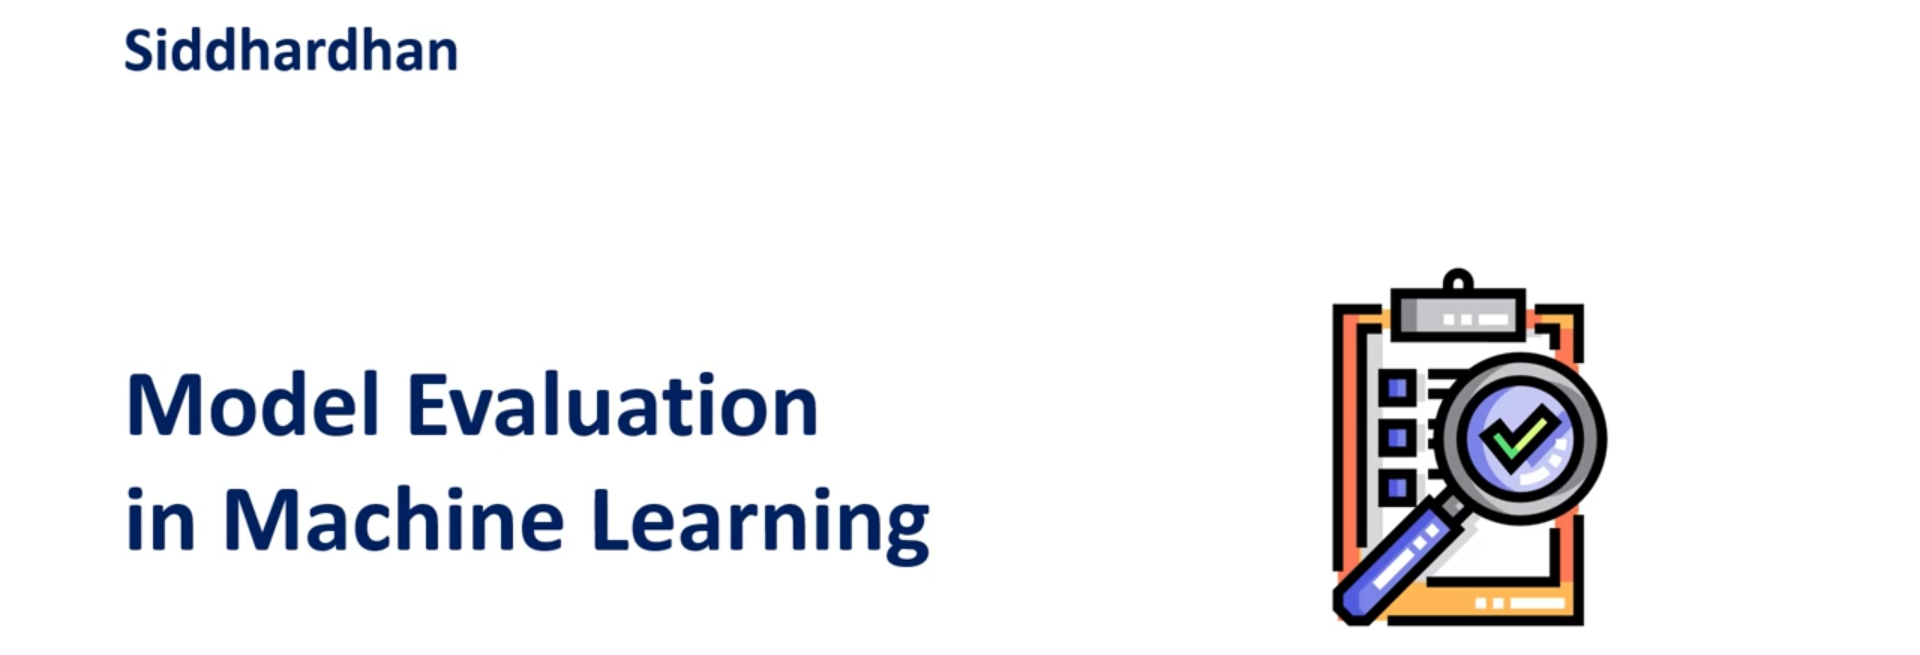 Siddhardhan
Model Evaluation
in Machine Learning